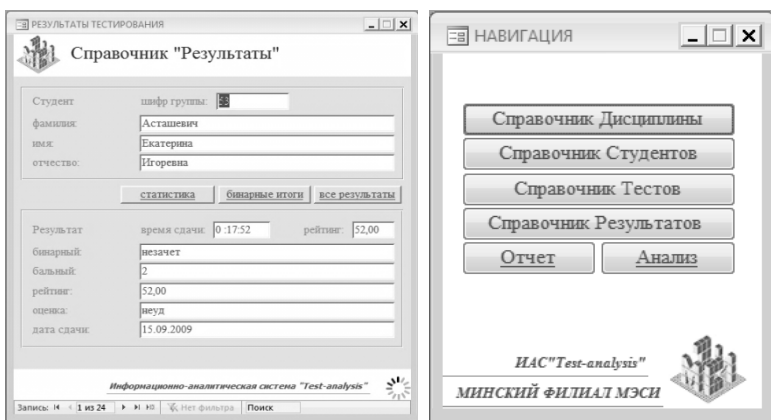 РЕЗУЛЬТАТЫ ТЕСТИРОВАНИЯ
Справочник "Результаты"
Студент шифр группы:
фамилия: Асташевич
имя: Екатерина
отчество: Игоревна
статистика бинарные итоги все результаты
Результат время сдачи: 0 :17:52 рейтинг: 52,00
бинарный: незачет
бальный: 2
рейтинг: 52,00
оценка: неуд
дата сдачи: 15.09.2009
Информационно-аналитическая система "Test-analysis"
Запись: 1 из 24 Нет фильтра Поиск
НАВИГАЦИЯ
Справочник Дисциплины
Справочник Студентов
Справочник Тестов
Справочник Результатов
Отчет Анализ
ИАС"Test-analysis"
МИНСКИЙ ФИЛИАЛ МЭСИ